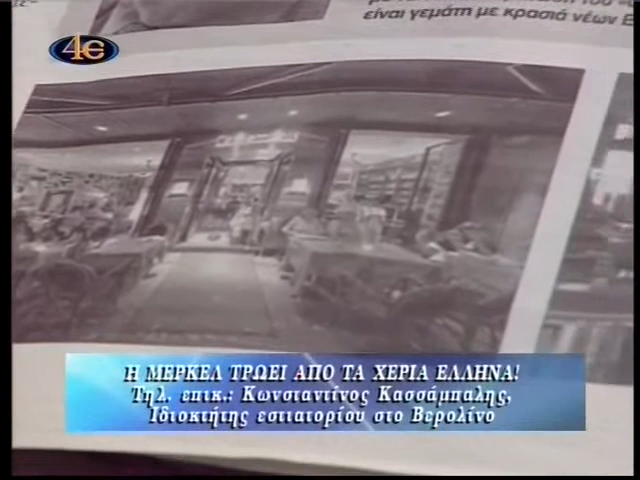 4ε
είναι γεμάτη με κρασιά νέων
Η ΜΕΡΚΕΛ ΤΡΩΕΙ ΑΠΟ ΤΑ ΧΕΡΙΑ ΕΛΛΗΝΑ!
Τηλ. επικ.: Κωνσταντίνος Κασσάμπαλης,
Ιδιοκτήτης εστιατορίου στο Βερολίνο